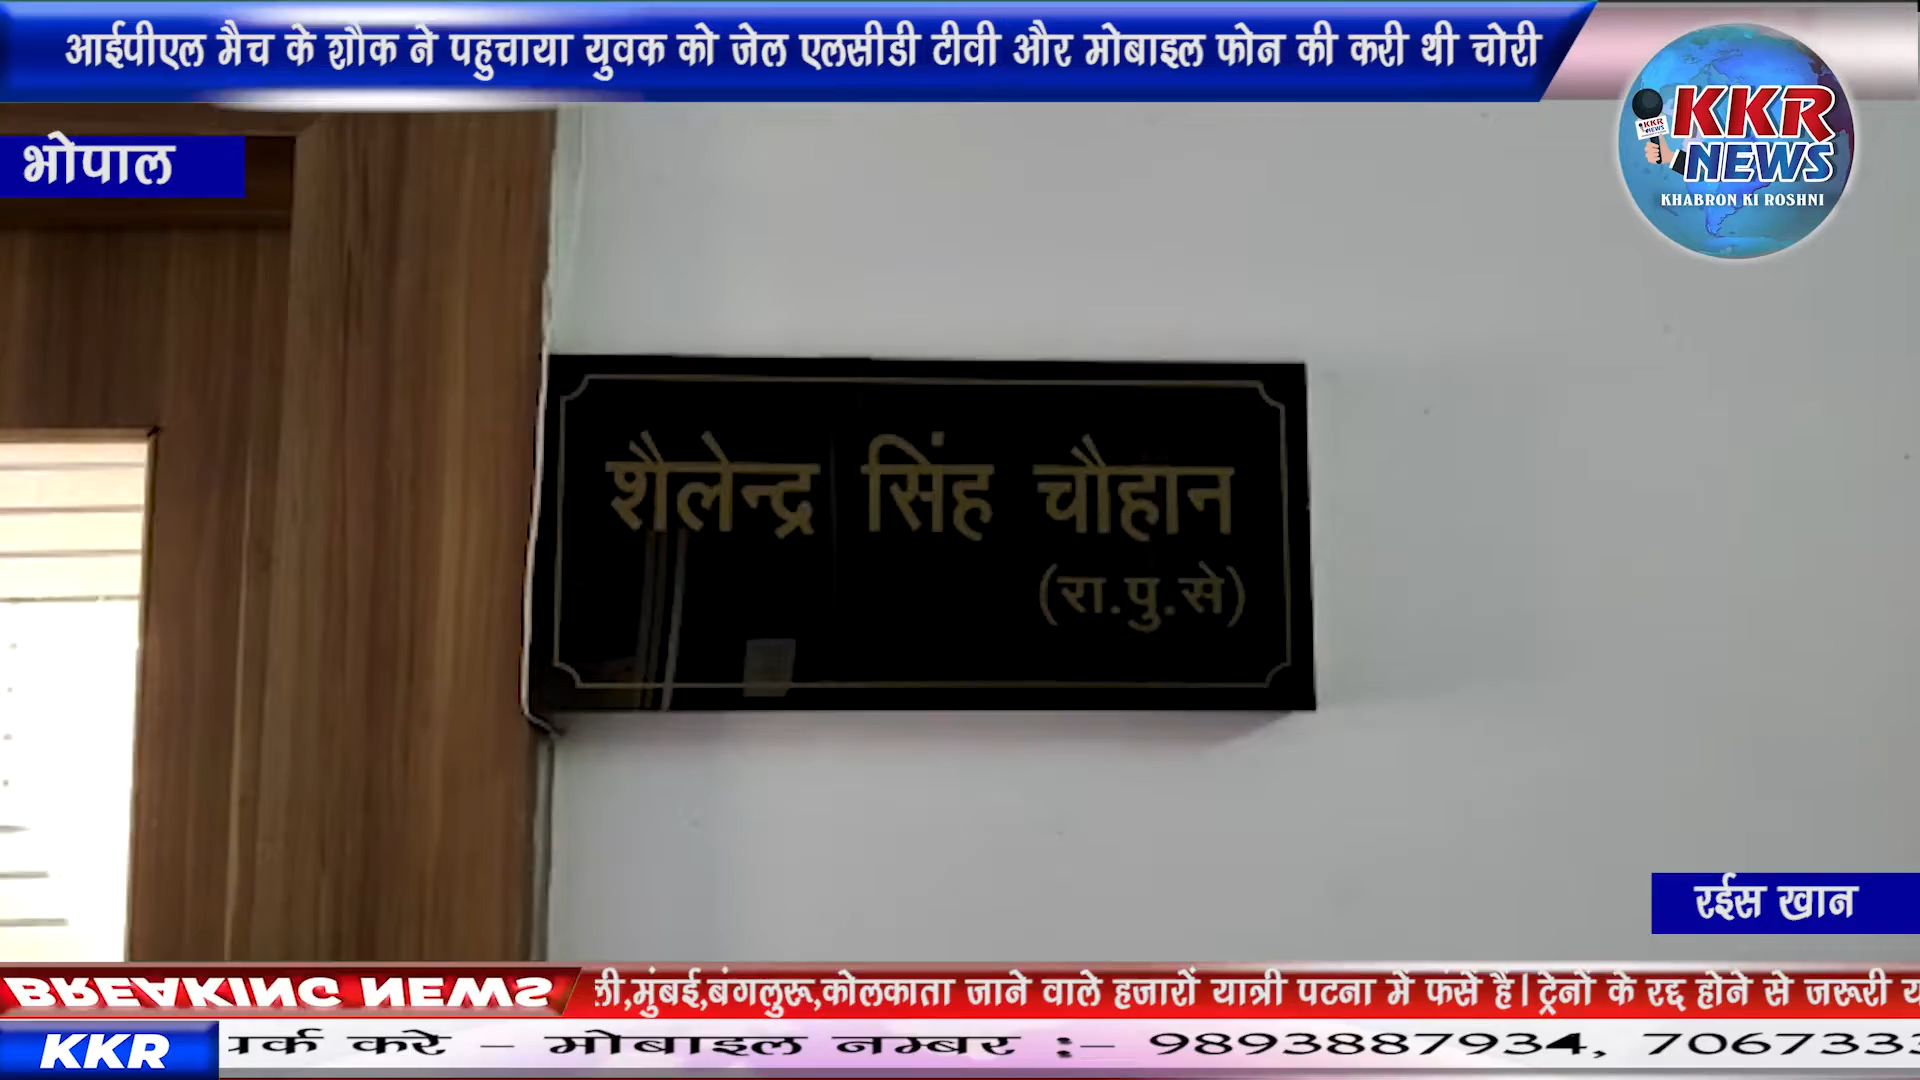 आईपीएल मैच के शौक ने पहुचाया युवक को जेल एलसीडी टीवी और मोबाइल फोन की करी थी चोरी
KKR
NEWS
KHABRON KI ROSHNI
भोपाल
शैलेन्द्र सिंह चौहान
(रा.पु.से)
रईस खान
BREAKING NEWS
ली,मुंबई,बंगलुरू,कोलकाता जाने वाले हजारों यात्री पटना में फंसें हैं। ट्रेनों के रद्द होने से जरूरी
KKR
करे - मोबाइल नम्बर :- 9893887934, 7067333